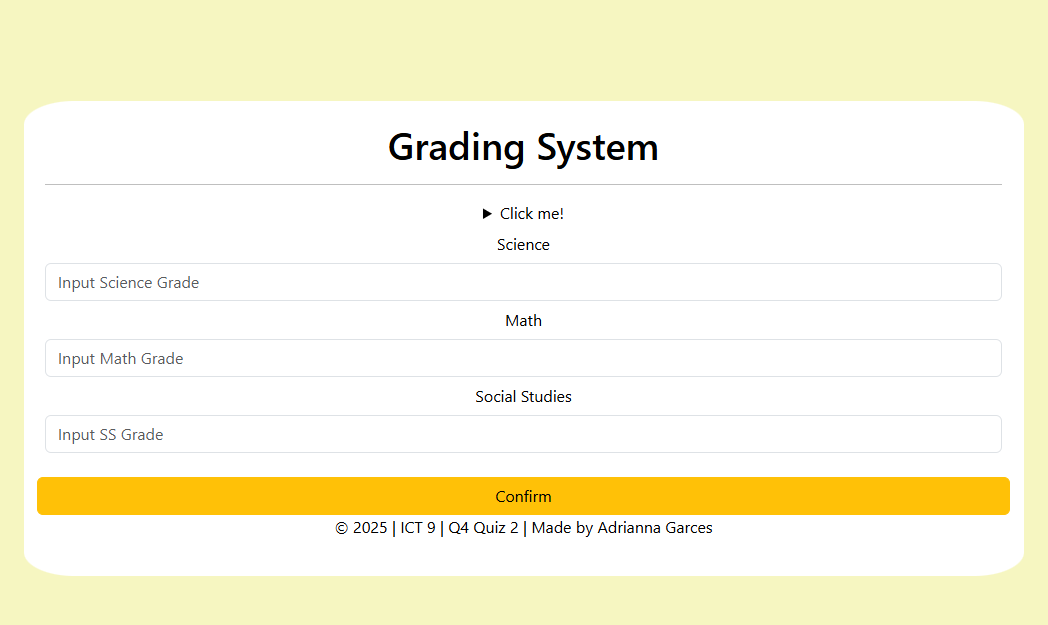 Grading System
▶ Click me!
Science
Input Science Grade
Math
Input Math Grade
Social Studies
Input SS Grade
Confirm
© 2025 | ICT 9 | Q4 Quiz 2 | Made by Adrianna Garces